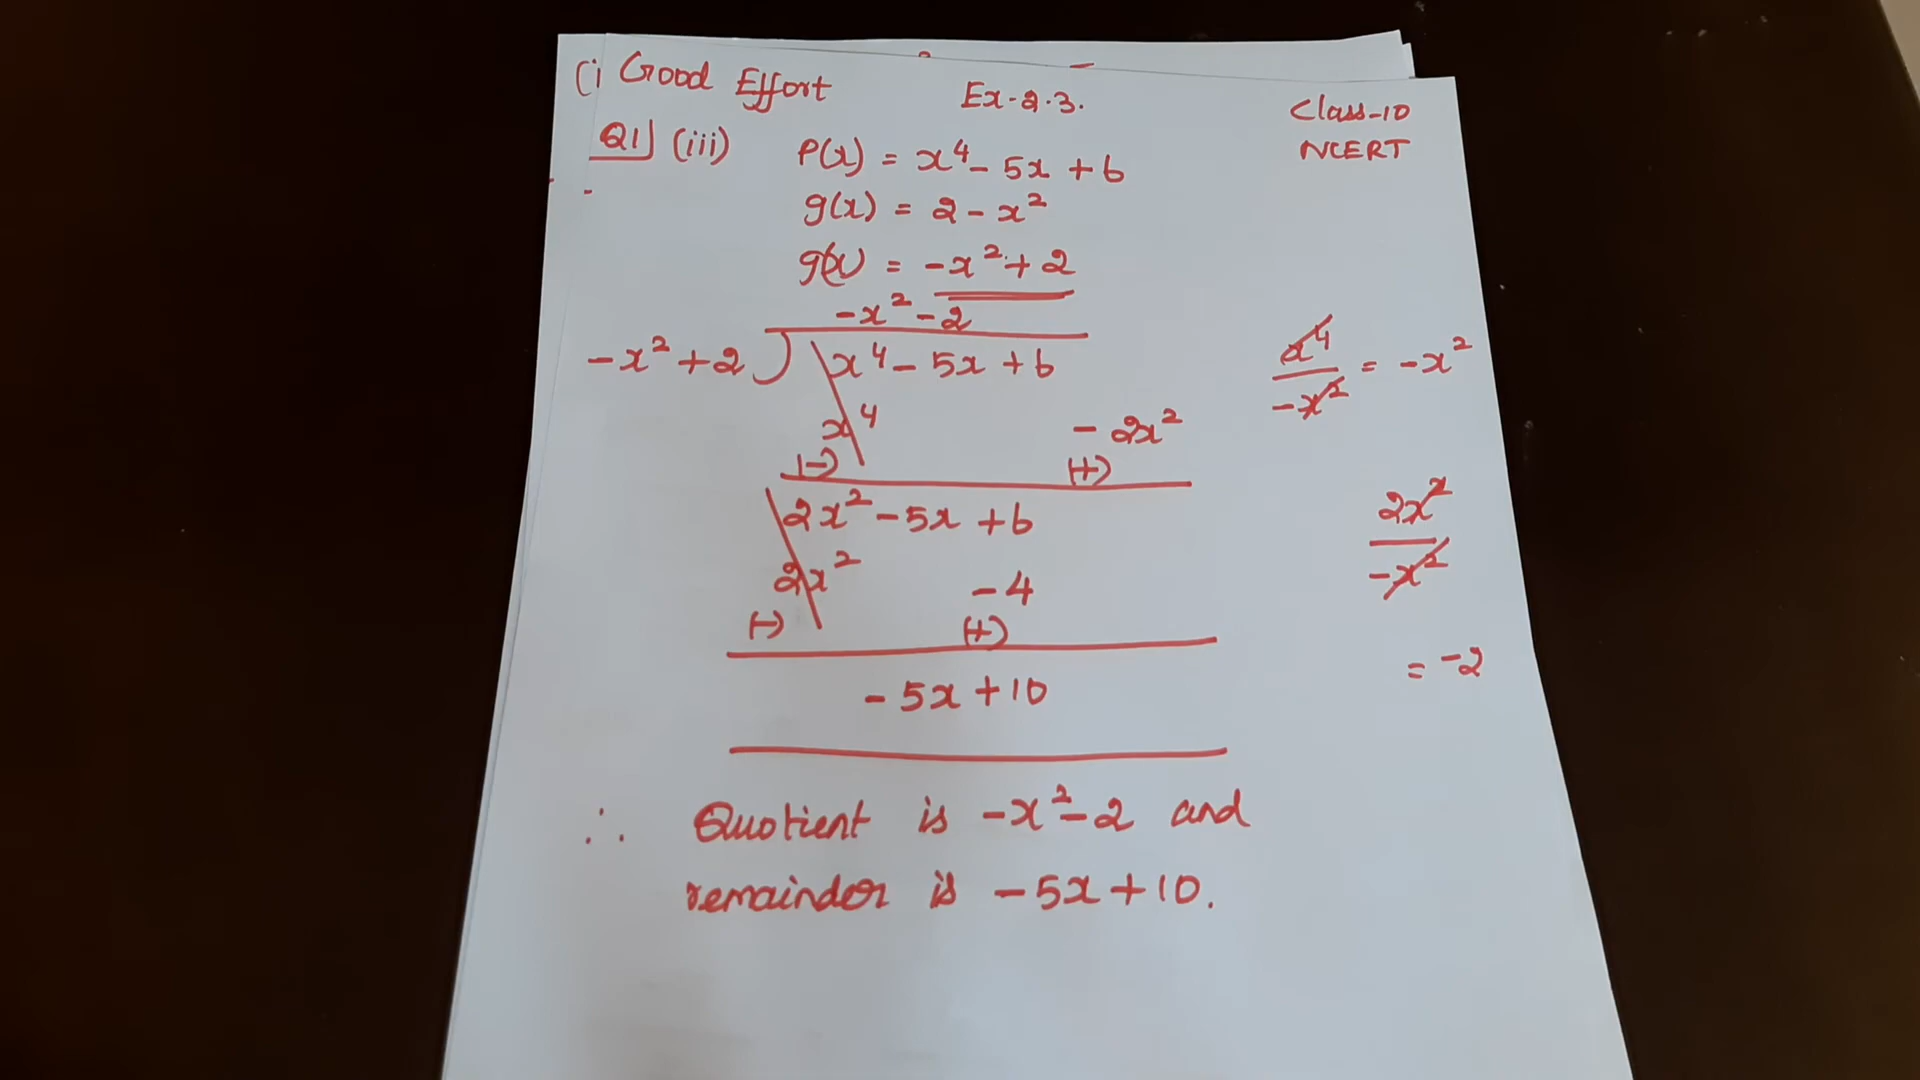 (i Good Effort Ex-2.3. Class-10
Q1] (iii) P(x) = x⁴ - 5x + 6 NCERT
g(x) = 2 - x²
g(x) = -x² + 2
-x² - 2
-x² + 2 ) x⁴ - 5x + 6 x⁴/-x² = -x²
x⁴ - 2x²
(-) (+)
2x² - 5x + 6 2x²/-x²
2x² - 4
(-) (+)
= -2
-5x + 10
∴ Quotient is -x² - 2 and
remainder is -5x + 10.